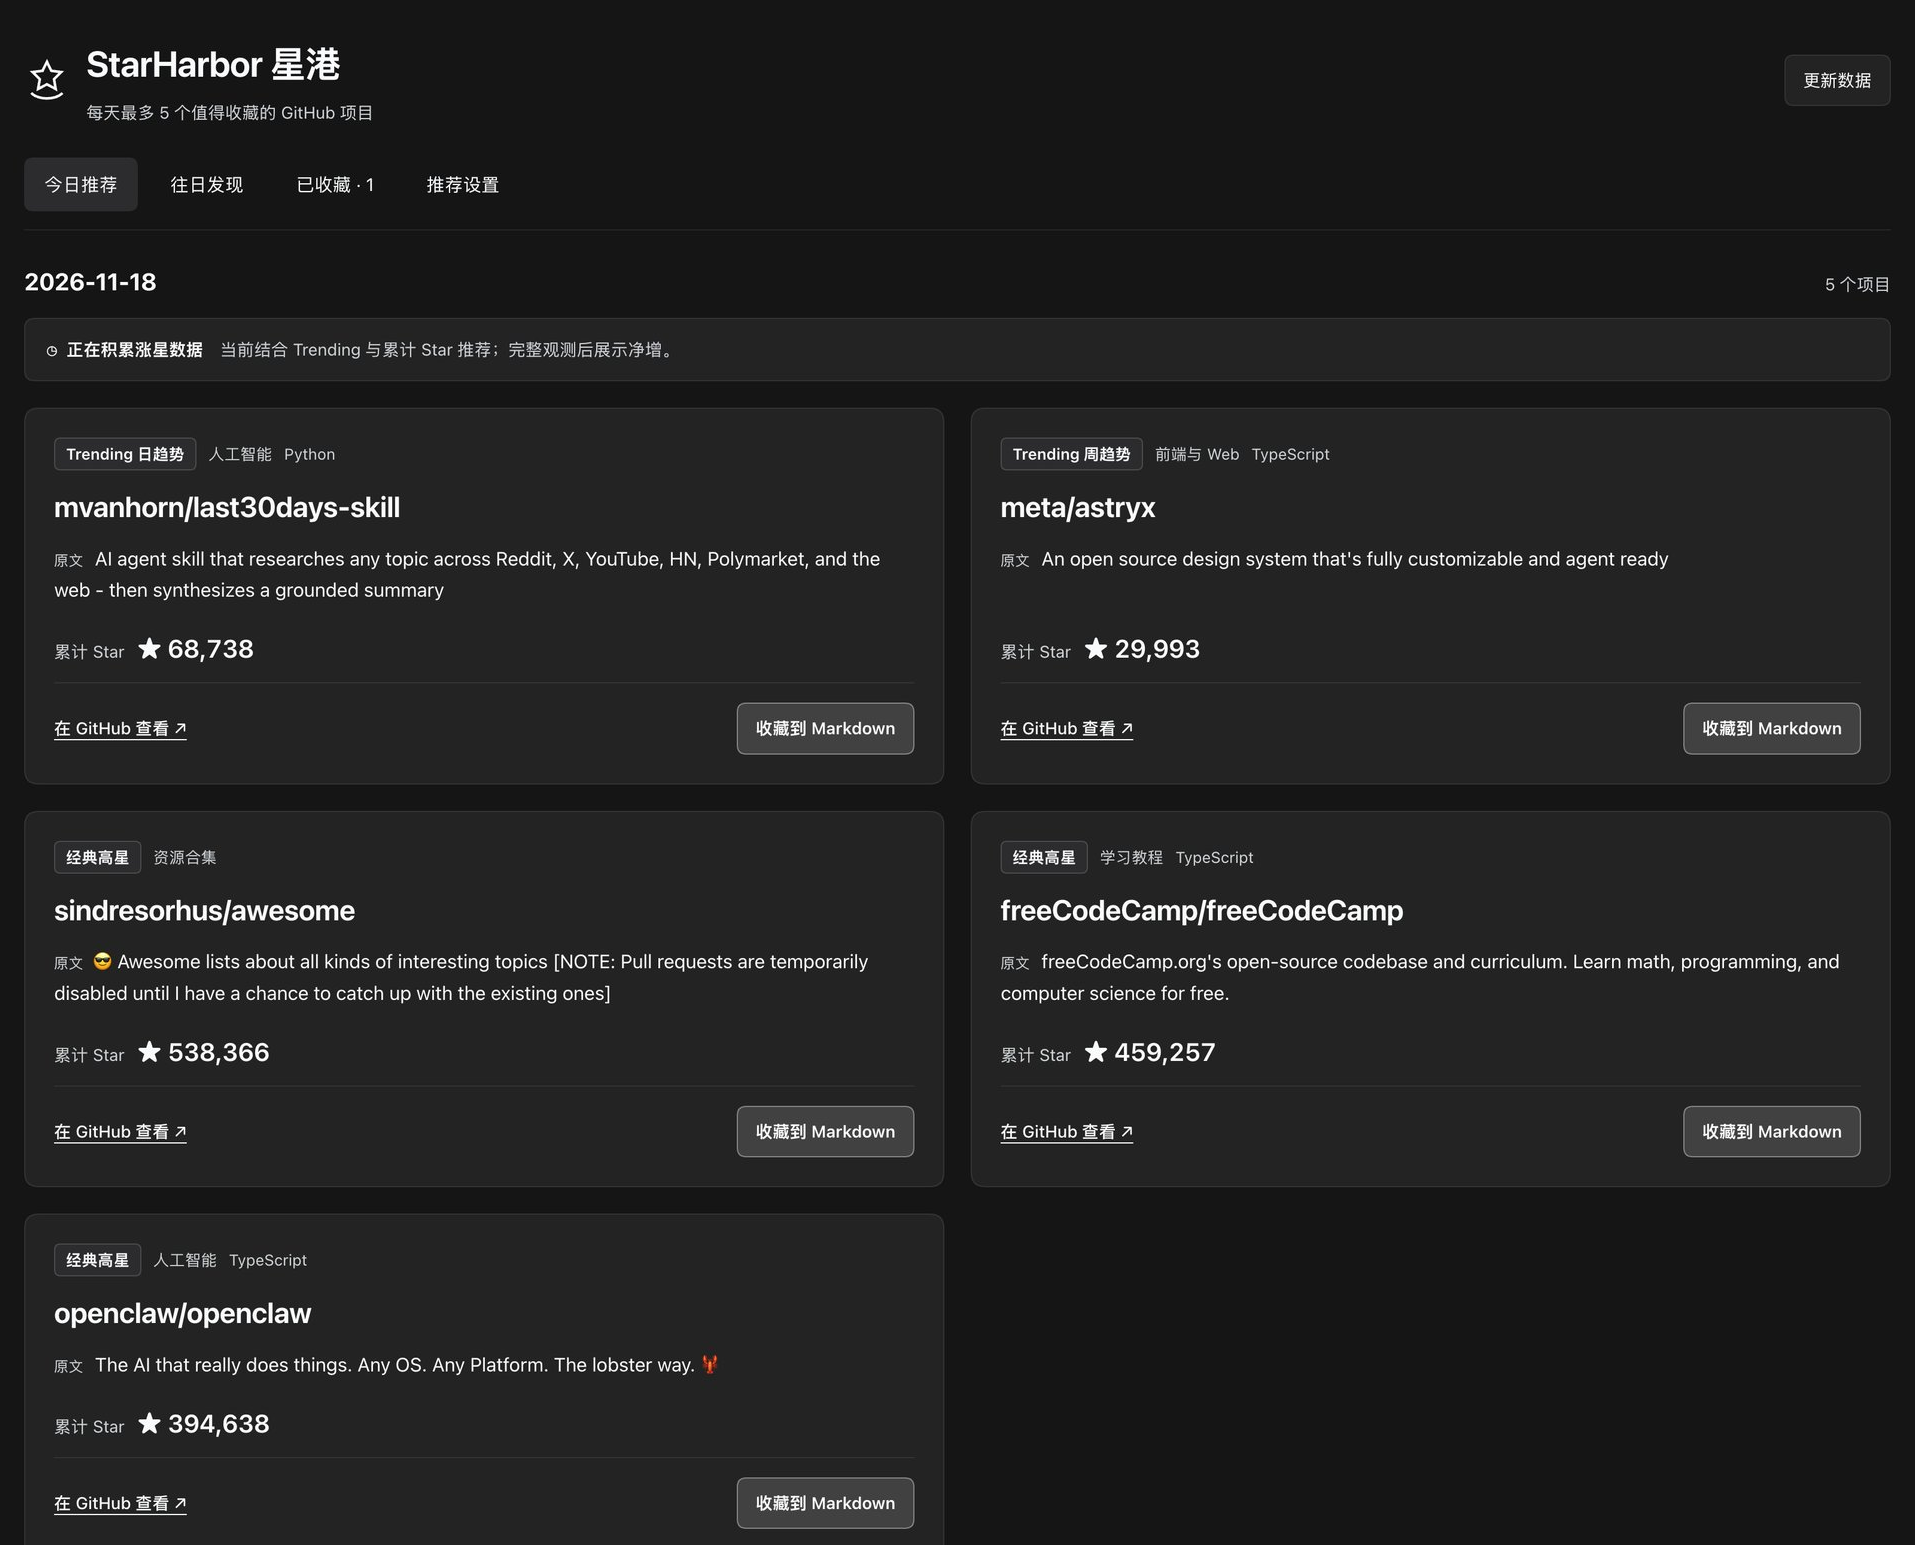 StarHarbor 星港
每天最多 5 个值得收藏的 GitHub 项目
更新数据
今日推荐
往日发现
已收藏 · 1
推荐设置
2026-11-18
5 个项目
正在积累涨星数据 当前结合 Trending 与累计 Star 推荐；完整观测后展示净增。
Trending 日趋势 人工智能 Python
mvanhorn/last30days-skill
原文 AI agent skill that researches any topic across Reddit, X, YouTube, HN, Polymarket, and the
web - then synthesizes a grounded summary
累计 Star ★ 68,738
在 GitHub 查看 ↗
收藏到 Markdown
Trending 周趋势 前端与 Web TypeScript
meta/astryx
原文 An open source design system that's fully customizable and agent ready
累计 Star ★ 29,993
在 GitHub 查看 ↗
收藏到 Markdown
经典高星 资源合集
sindresorhus/awesome
原文 😎 Awesome lists about all kinds of interesting topics [NOTE: Pull requests are temporarily
disabled until I have a chance to catch up with the existing ones]
累计 Star ★ 538,366
在 GitHub 查看 ↗
收藏到 Markdown
经典高星 学习教程 TypeScript
freeCodeCamp/freeCodeCamp
原文 freeCodeCamp.org's open-source codebase and curriculum. Learn math, programming, and
computer science for free.
累计 Star ★ 459,257
在 GitHub 查看 ↗
收藏到 Markdown
经典高星 人工智能 TypeScript
openclaw/openclaw
原文 The AI that really does things. Any OS. Any Platform. The lobster way. 🦞
累计 Star ★ 394,638
在 GitHub 查看 ↗
收藏到 Markdown